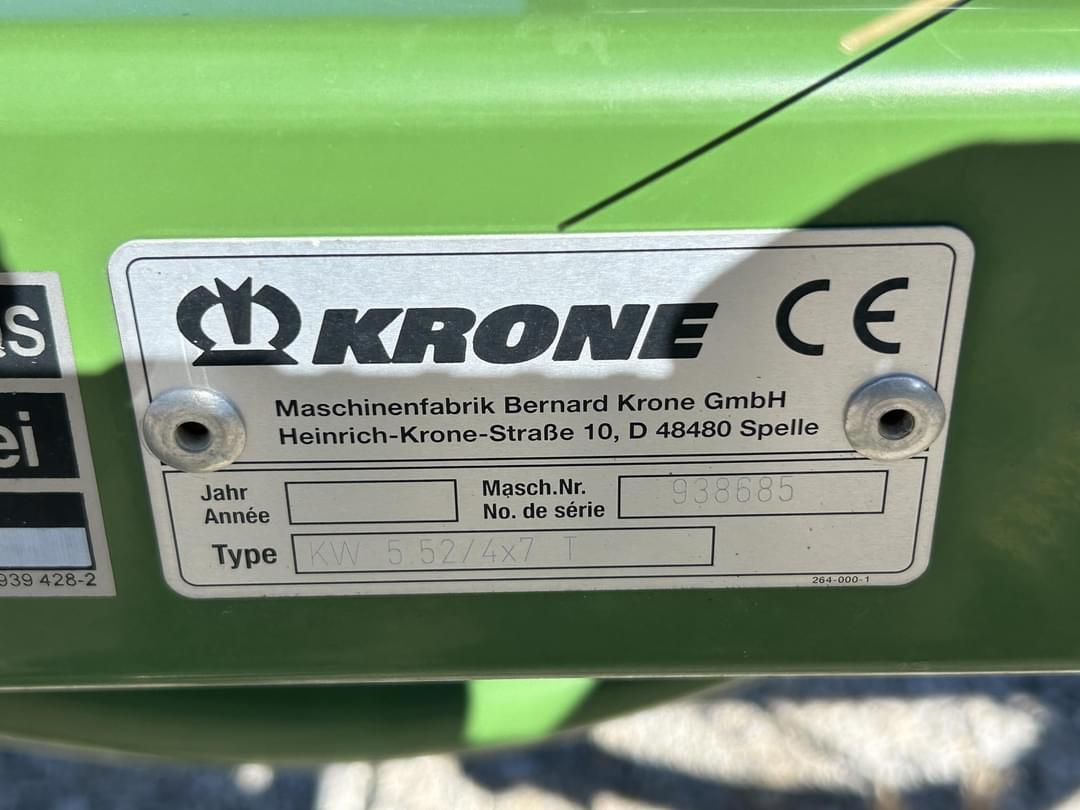 KRONE CE
Maschinenfabrik Bernard Krone GmbH
Heinrich-Krone-Straße 10, D 48480 Spelle
Jahr
Année
Masch.Nr.
No. de série
938685
Type KW 5.52/4x7 T
264-000-1
ei
939 428-2